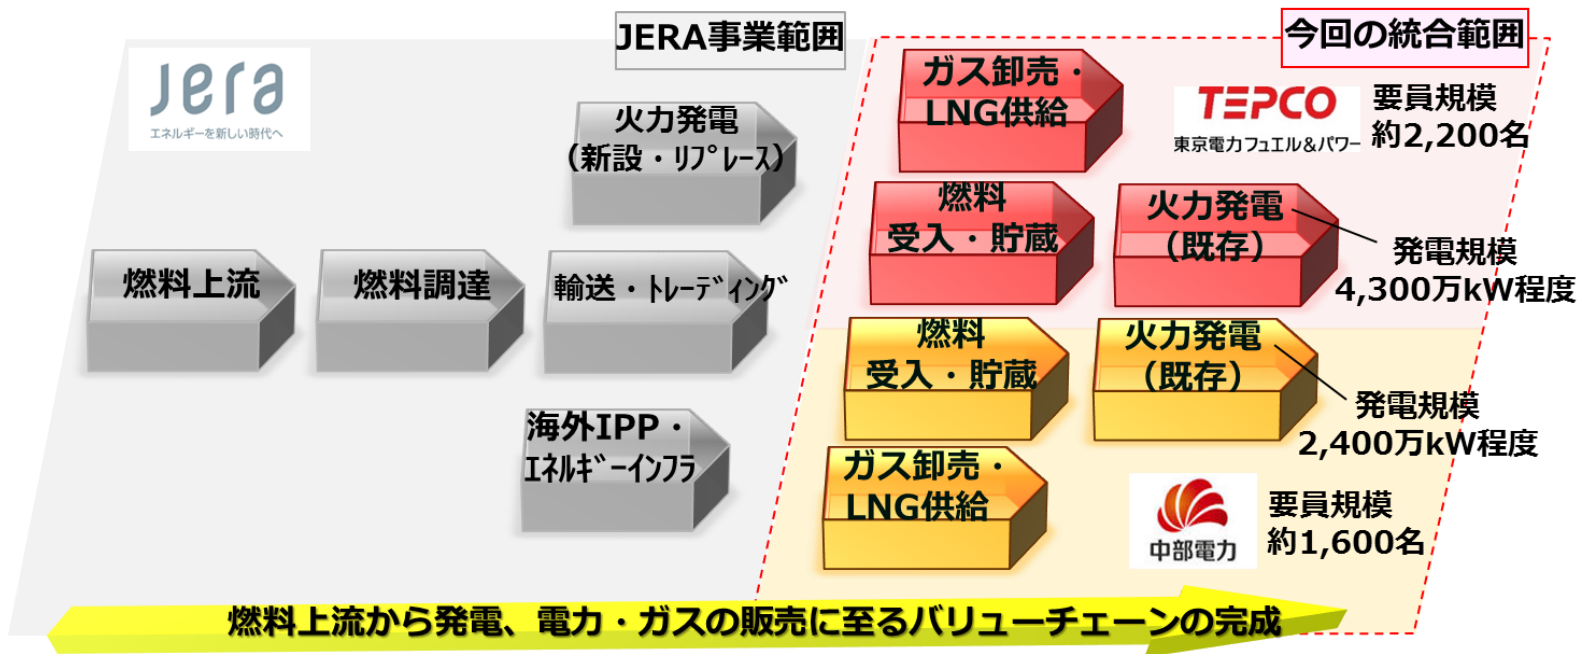 JERA事業範囲
今回の統合範囲
Jera
エネルギーを新しい時代へ
火力発電
（新設・ﾘﾌﾟﾚｰｽ）
燃料上流
燃料調達
輸送・ﾄﾚｰﾃﾞｨﾝｸﾞ
海外IPP・
ｴﾈﾙｷﾞｰｲﾝﾌﾗ
ガス卸売・
LNG供給
TEPCO
東京電力フュエル＆パワー
要員規模
約2,200名
燃料
受入・貯蔵
火力発電
（既存）
発電規模
4,300万kW程度
燃料
受入・貯蔵
火力発電
（既存）
発電規模
2,400万kW程度
ガス卸売・
LNG供給
中部電力
要員規模
約1,600名
燃料上流から発電、電力・ガスの販売に至るバリューチェーンの完成